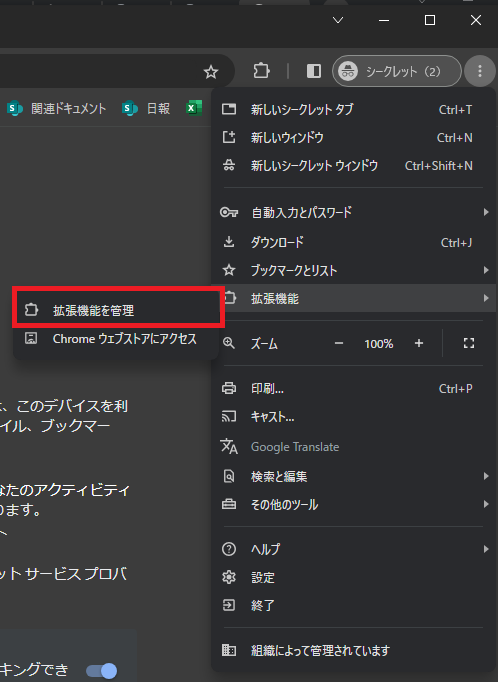 シークレット（2）
関連ドキュメント
日報
新しいシークレット タブ Ctrl+T
新しいウィンドウ Ctrl+N
新しいシークレット ウィンドウ Ctrl+Shift+N
自動入力とパスワード
ダウンロード Ctrl+J
ブックマークとリスト
拡張機能
拡張機能を管理
Chrome ウェブストアにアクセス
ズーム − 100% +
印刷... Ctrl+P
キャスト...
Google Translate
検索と編集
その他のツール
ヘルプ
設定
終了
組織によって管理されています
、このデバイスを利
イル、ブックマー
なたのアクティビティ
ります。
ット サービス プロバ
キングでき